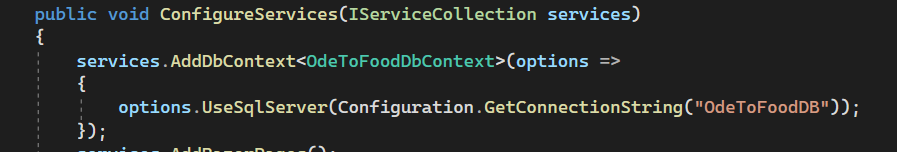 public void ConfigureServices(IServiceCollection services)
{
services.AddDbContext<OdeToFoodDbContext>(options =>
{
options.UseSqlServer(Configuration.GetConnectionString("OdeToFoodDB"));
});
services.AddRazorPages();